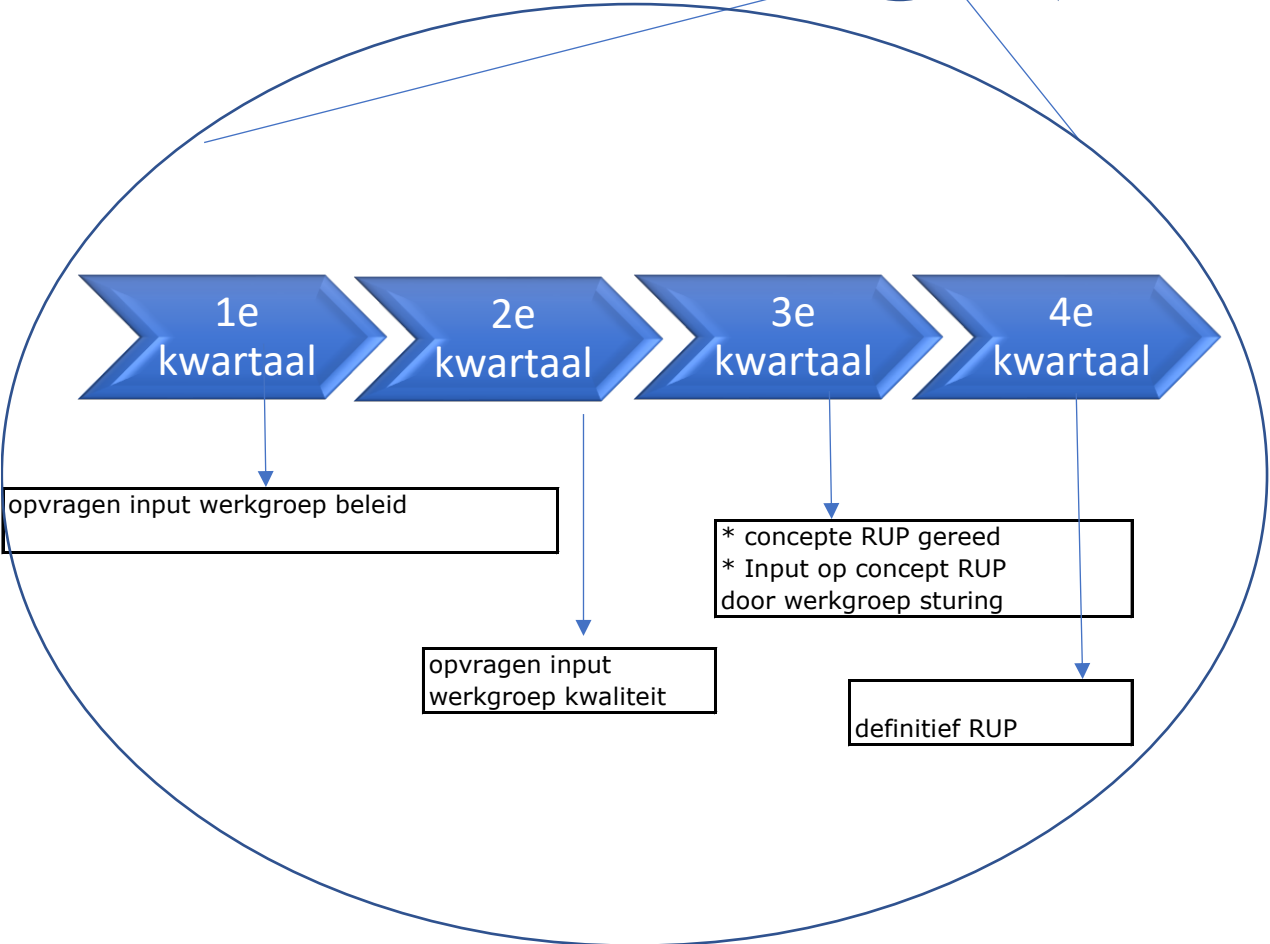 1e
kwartaal
2e
kwartaal
3e
kwartaal
4e
kwartaal
opvragen input werkgroep beleid
* concepte RUP gereed
* Input op concept RUP
door werkgroep sturing
opvragen input
werkgroep kwaliteit
definitief RUP